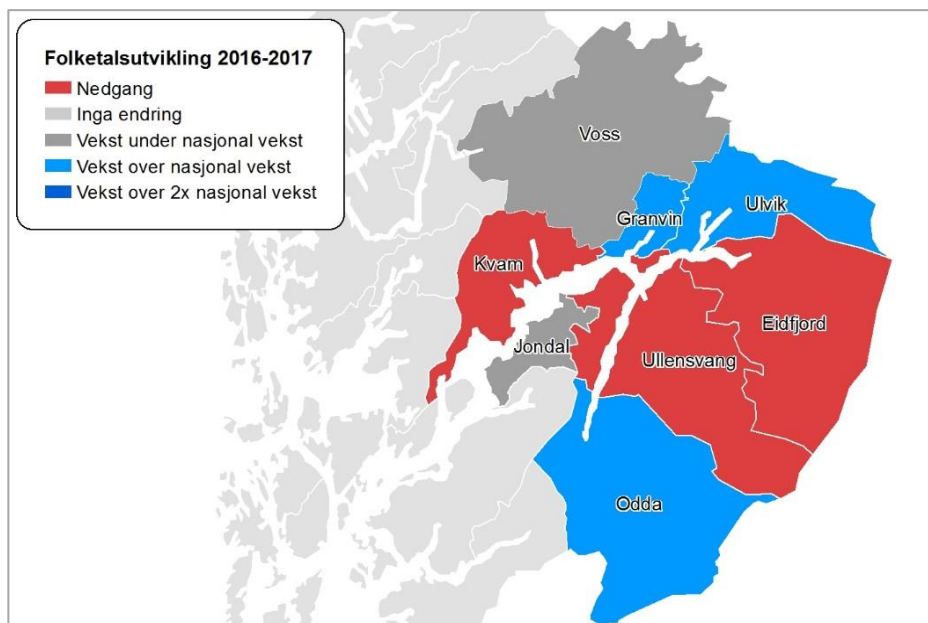 Folketalsutvikling 2016-2017
Nedgang
Inga endring
Vekst under nasjonal vekst
Vekst over nasjonal vekst
Vekst over 2x nasjonal vekst
Voss
Granvin
Ulvik
Kvam
Eidfjord
Jondal
Ullensvang
Odda